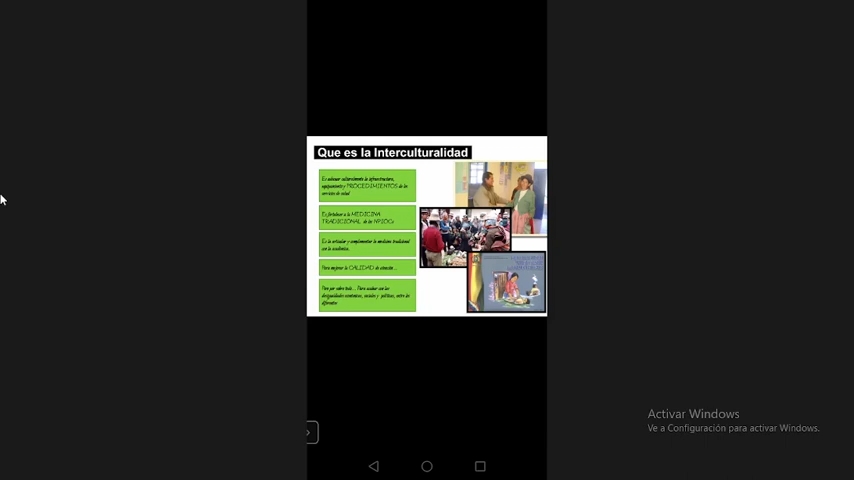 Que es la Interculturalidad
Es adecuar culturalmente la infraestructura,
equipamiento y PROCEDIMIENTOS de los
servicios de salud
Es fortalecer a la MEDICINA
TRADICIONAL de las NPIOCs
Es la articular y complementar la medicina tradicional
con la académica.
Para mejorar la CALIDAD de atención...
Pero por sobre todo... Para acabar con las
desigualdades económicas, sociales y políticas, entre los
diferentes
Activar Windows
Ve a Configuración para activar Windows.